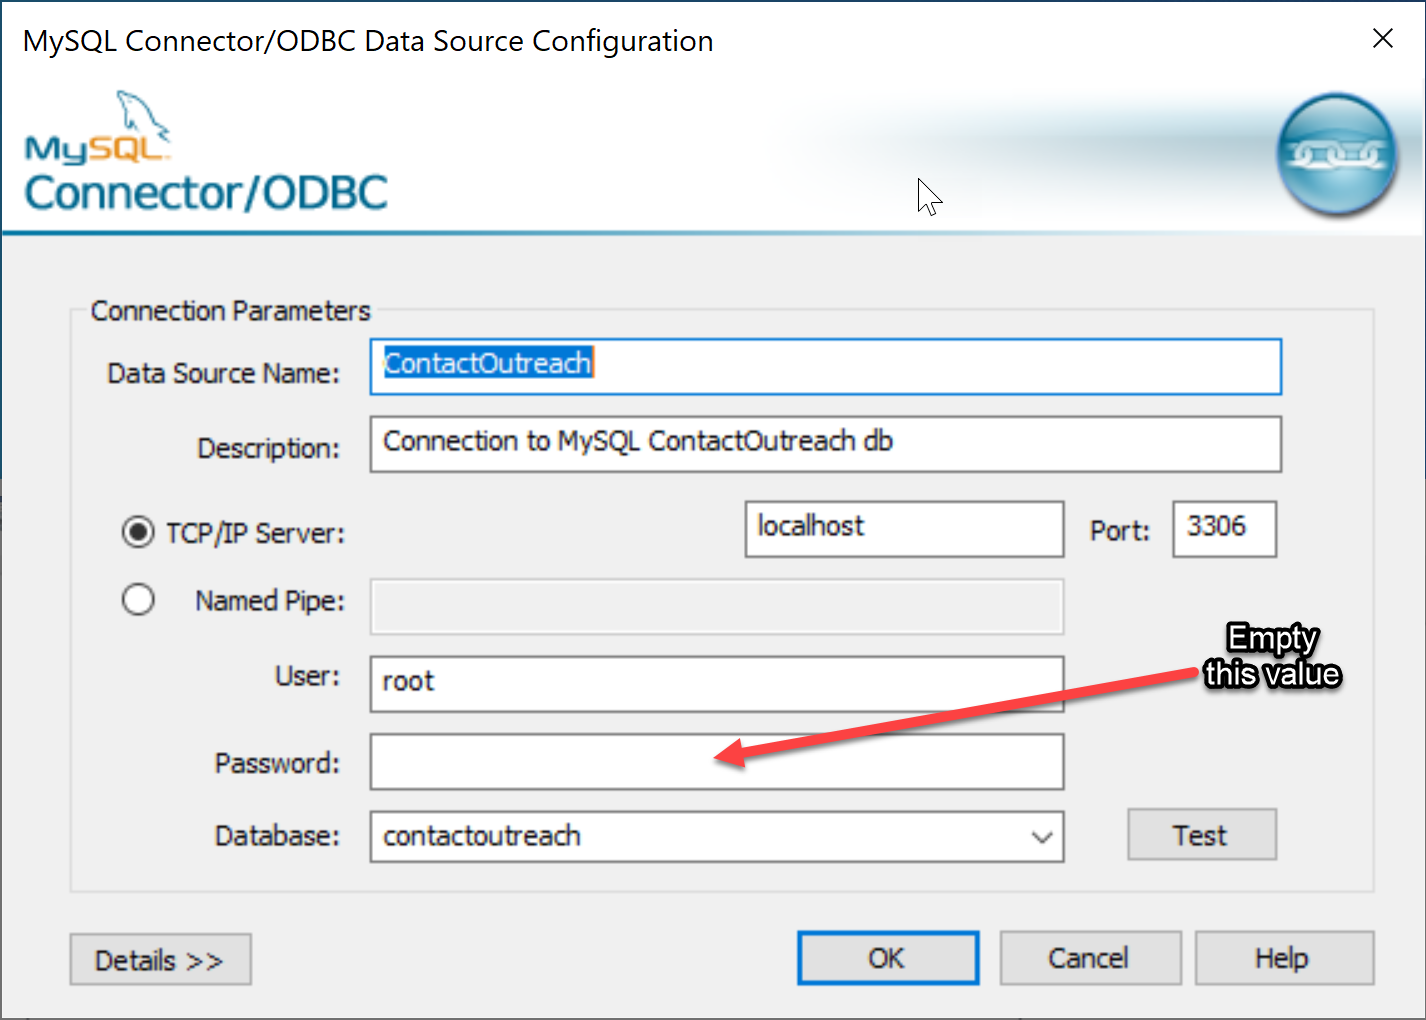 MySQL Connector/ODBC Data Source Configuration
MySQL
Connector/ODBC
Connection Parameters
Data Source Name: ContactOutreach
Description: Connection to MySQL ContactOutreach db
TCP/IP Server: localhost Port: 3306
Named Pipe:
Empty
this value
User: root
Password:
Database: contactoutreach Test
Details >> OK Cancel Help